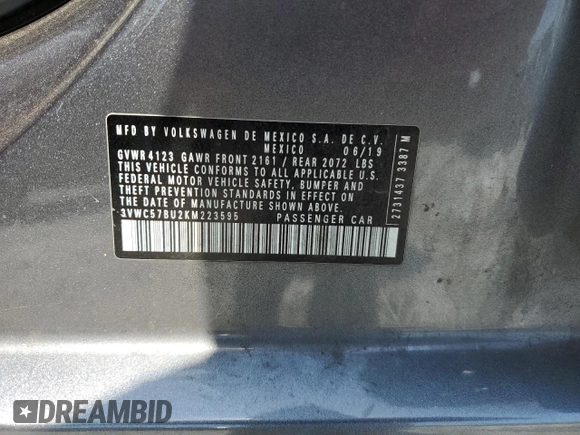 MFD BY VOLKSWAGEN DE MEXICO S.A. DE C.V.
MEXICO 06/19
GVWR 4123 GAWR FRONT 2161 / REAR 2072 LBS
THIS VEHICLE CONFORMS TO ALL APPLICABLE U.S.
FEDERAL MOTOR VEHICLE SAFETY, BUMPER AND
THEFT PREVENTION STANDARDS IN EFFECT ON
THE DATE OF MANUFACTURE SHOWN ABOVE.
3VWC57BU2KM223595 PASSENGER CAR
2731437 3387 M
DREAMBID